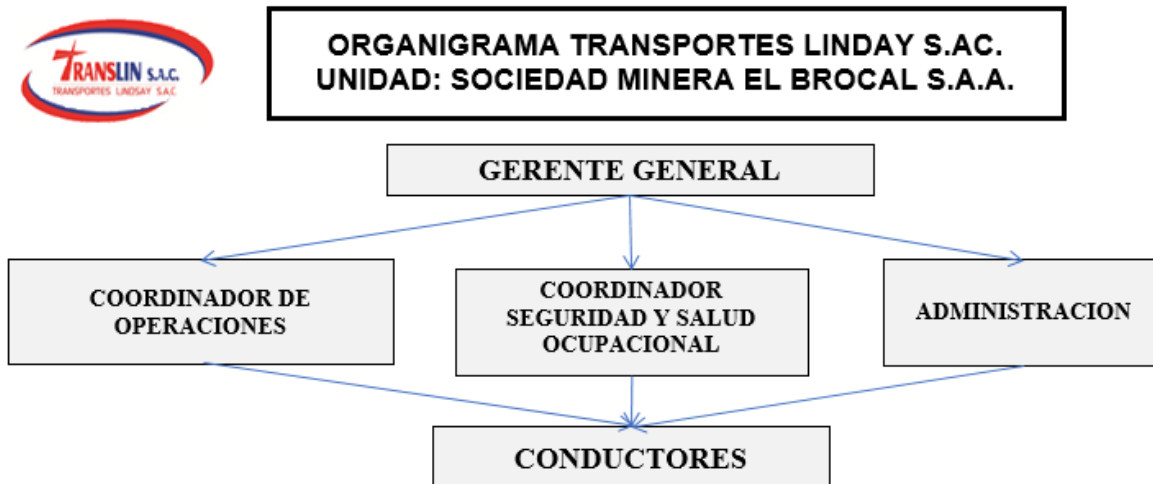 TRANSLIN S.A.C.
TRANSPORTES LINDSAY S.A.C
ORGANIGRAMA TRANSPORTES LINDAY S.AC.
UNIDAD: SOCIEDAD MINERA EL BROCAL S.A.A.
GERENTE GENERAL
COORDINADOR DE
OPERACIONES
COORDINADOR
SEGURIDAD Y SALUD
OCUPACIONAL
ADMINISTRACION
CONDUCTORES